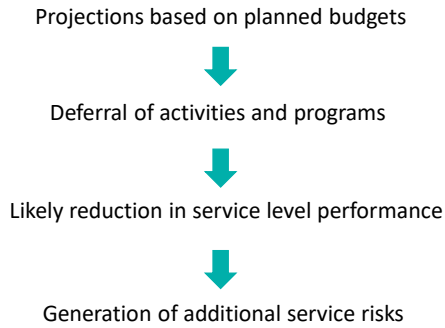 Projections based on planned budgets
Deferral of activities and programs
Likely reduction in service level performance
Generation of additional service risks